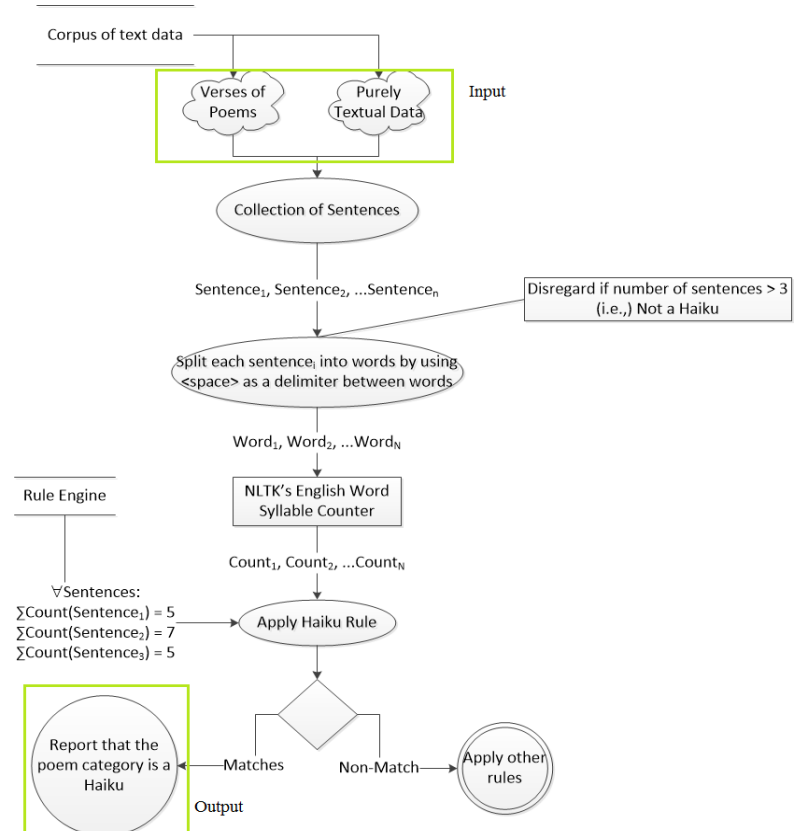 Corpus of text data
Verses of
Poems
Purely
Textual Data
Input
Collection of Sentences
Sentence₁, Sentence₂, ...Sentenceₙ
Disregard if number of sentences > 3
(i.e.,) Not a Haiku
Split each sentenceᵢ into words by using
<space> as a delimiter between words
Word₁, Word₂, ...Word_N
Rule Engine
NLTK's English Word
Syllable Counter
Count₁, Count₂, ...Count_N
∀Sentences:
∑Count(Sentence₁) = 5
∑Count(Sentence₂) = 7
∑Count(Sentence₃) = 5
Apply Haiku Rule
Report that the
poem category is a
Haiku
Matches
Non-Match
Apply other
rules
Output